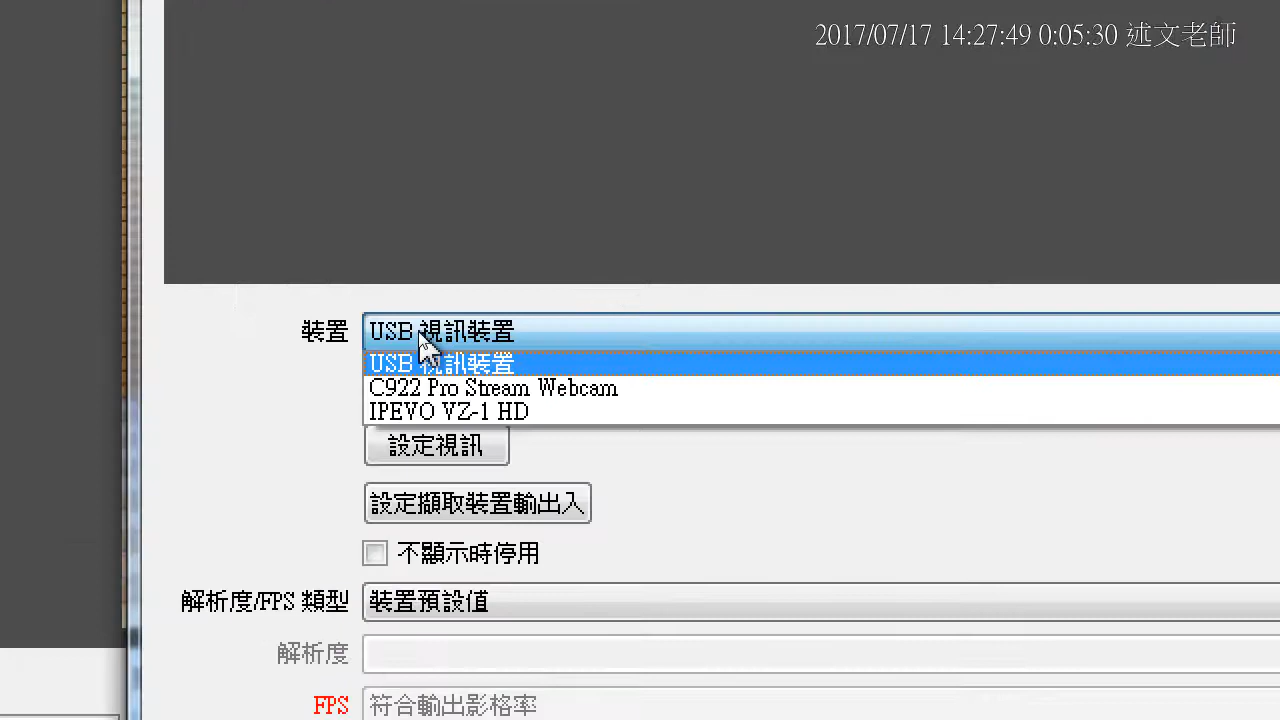 2017/07/17 14:27:49 0:05:30 述文老師
裝置 USB 視訊裝置
USB 視訊裝置
C922 Pro Stream Webcam
IPEVO VZ-1 HD
設定視訊
設定擷取裝置輸出入
不顯示時停用
解析度/FPS 類型 裝置預設值
解析度
FPS 符合輸出影格率